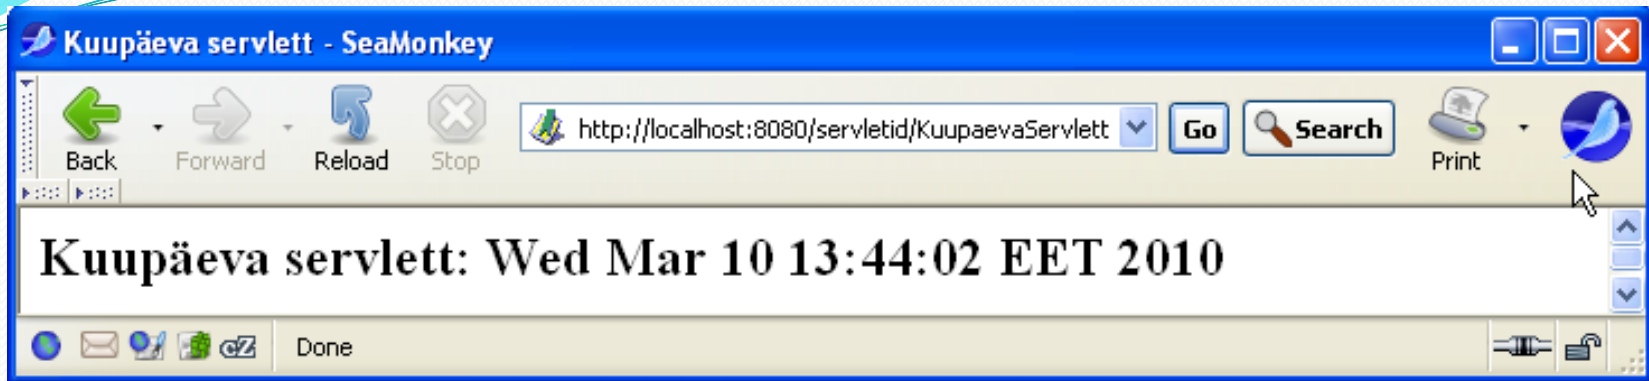 Kuupäeva servlett - SeaMonkey
Back Forward Reload Stop http://localhost:8080/servletid/KuupaevaServlett Go Search Print
Kuupäeva servlett: Wed Mar 10 13:44:02 EET 2010
Done